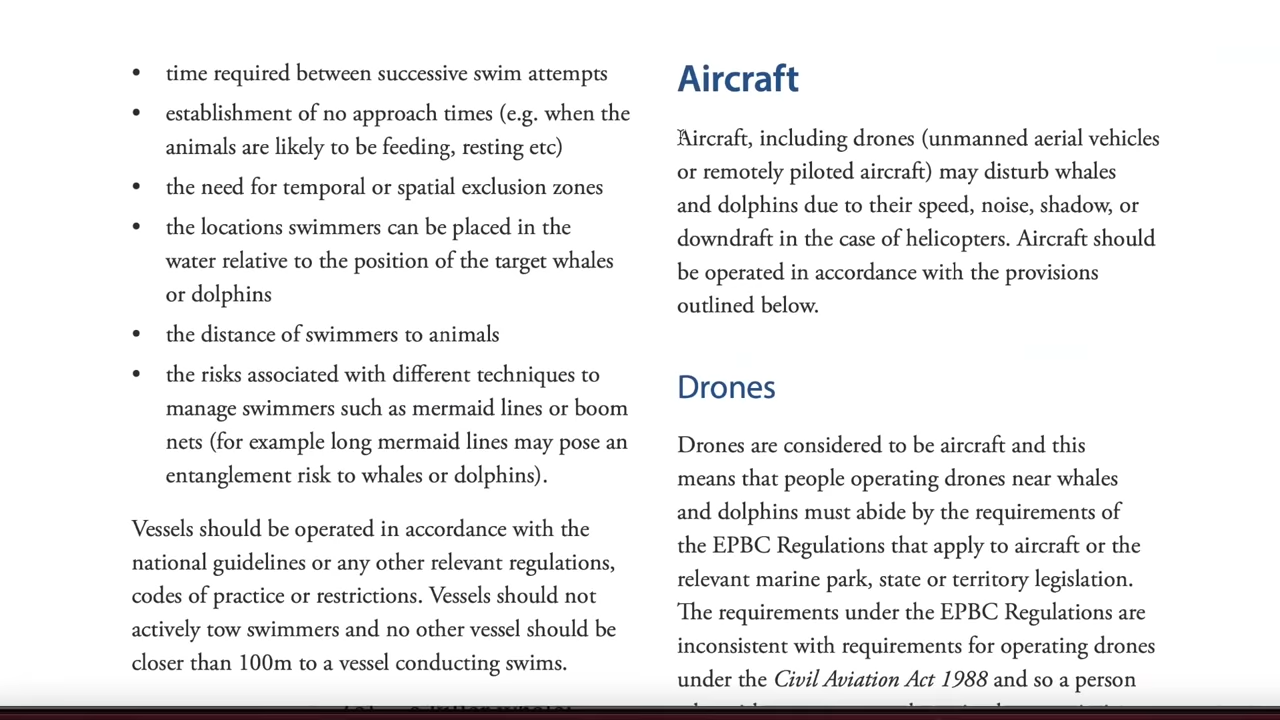 • time required between successive swim attempts
• establishment of no approach times (e.g. when the
animals are likely to be feeding, resting etc)
• the need for temporal or spatial exclusion zones
• the locations swimmers can be placed in the
water relative to the position of the target whales
or dolphins
• the distance of swimmers to animals
• the risks associated with different techniques to
manage swimmers such as mermaid lines or boom
nets (for example long mermaid lines may pose an
entanglement risk to whales or dolphins).
Vessels should be operated in accordance with the
national guidelines or any other relevant regulations,
codes of practice or restrictions. Vessels should not
actively tow swimmers and no other vessel should be
closer than 100m to a vessel conducting swims.
Aircraft
Aircraft, including drones (unmanned aerial vehicles
or remotely piloted aircraft) may disturb whales
and dolphins due to their speed, noise, shadow, or
downdraft in the case of helicopters. Aircraft should
be operated in accordance with the provisions
outlined below.
Drones
Drones are considered to be aircraft and this
means that people operating drones near whales
and dolphins must abide by the requirements of
the EPBC Regulations that apply to aircraft or the
relevant marine park, state or territory legislation.
The requirements under the EPBC Regulations are
inconsistent with requirements for operating drones
under the Civil Aviation Act 1988 and so a person